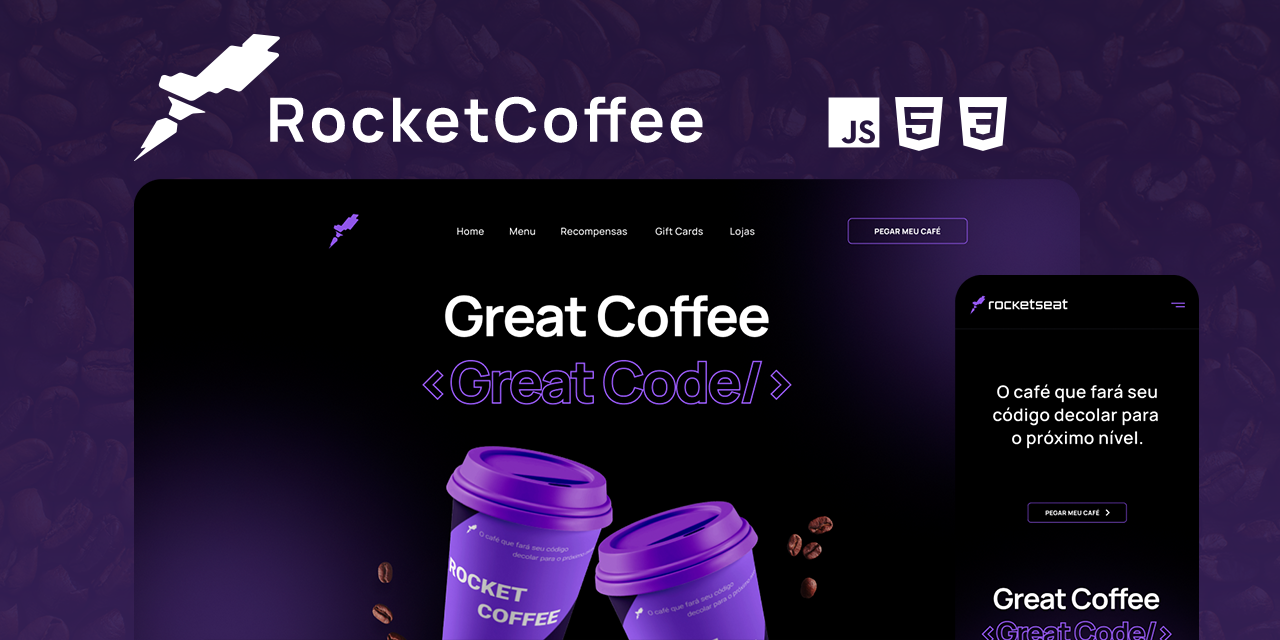 RocketCoffee
JS
5
3
Home Menu Recompensas Gift Cards Lojas
PEGAR MEU CAFÉ
Great Coffee
<Great Code/>
O café que fará seu código
decolar para o próximo
ROCKET
COFFEE
O café que fará seu código
decolar para o próximo
rocketseat
O café que fará seu
código decolar para
o próximo nível.
PEGAR MEU CAFÉ >
Great Coffee
<Great Code/>